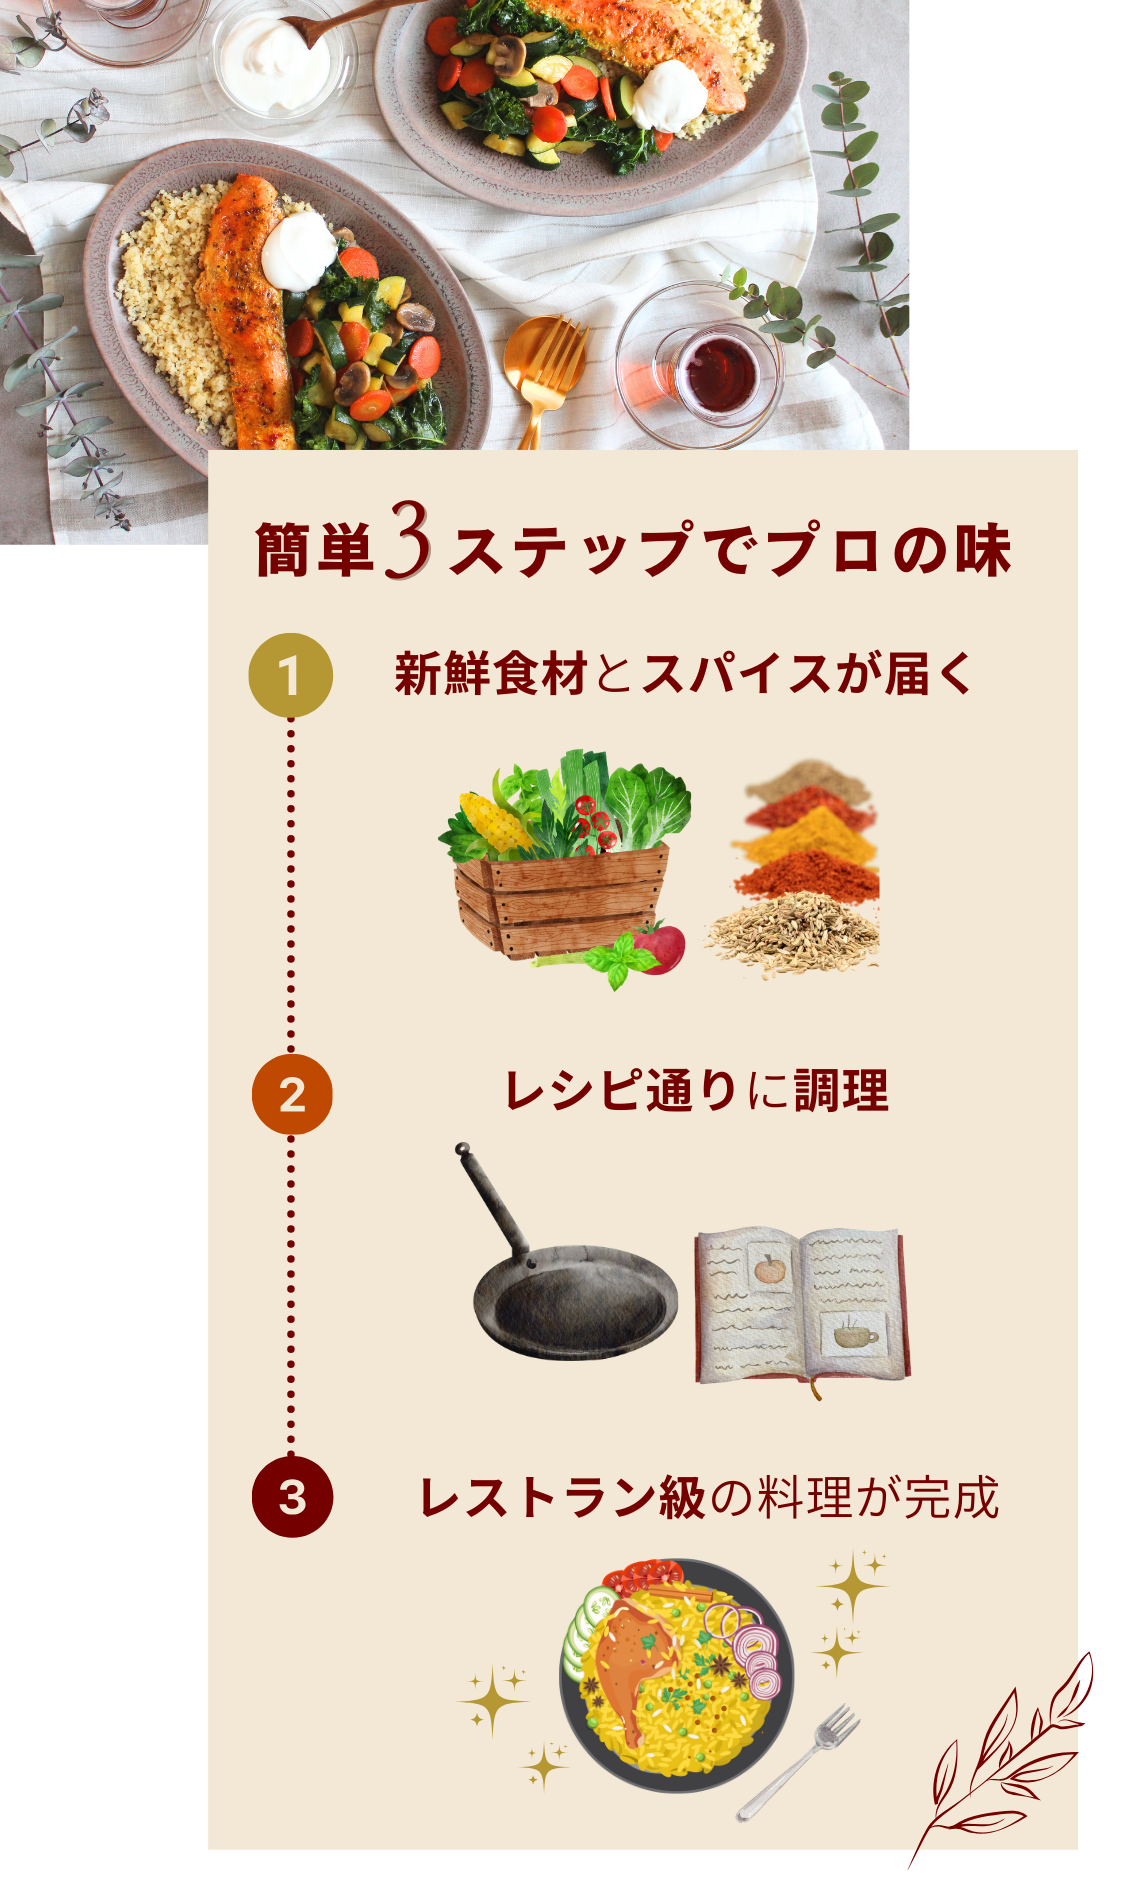 簡単3ステップでプロの味
1
新鮮食材とスパイスが届く
2
レシピ通りに調理
3
レストラン級の料理が完成